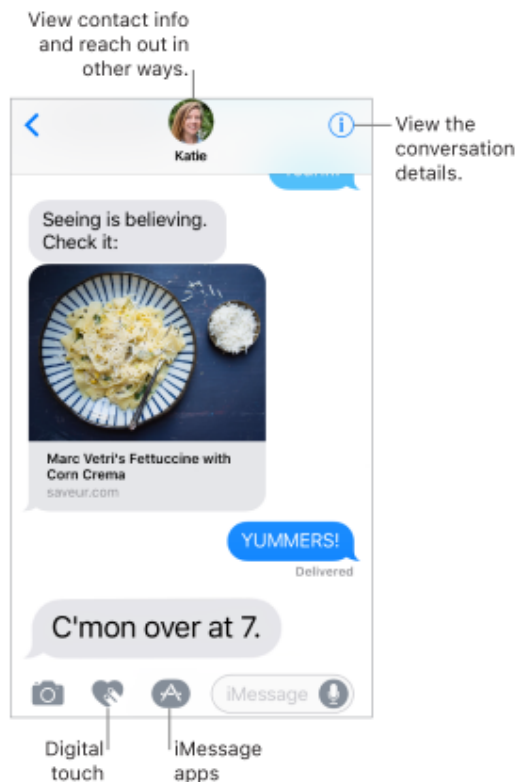 View contact info
and reach out in
other ways.
Katie
View the
conversation
details.
Seeing is believing.
Check it:
Marc Vetri's Fettuccine with
Corn Crema
saveur.com
YUMMERS!
Delivered
C'mon over at 7.
iMessage
Digital
touch
iMessage
apps